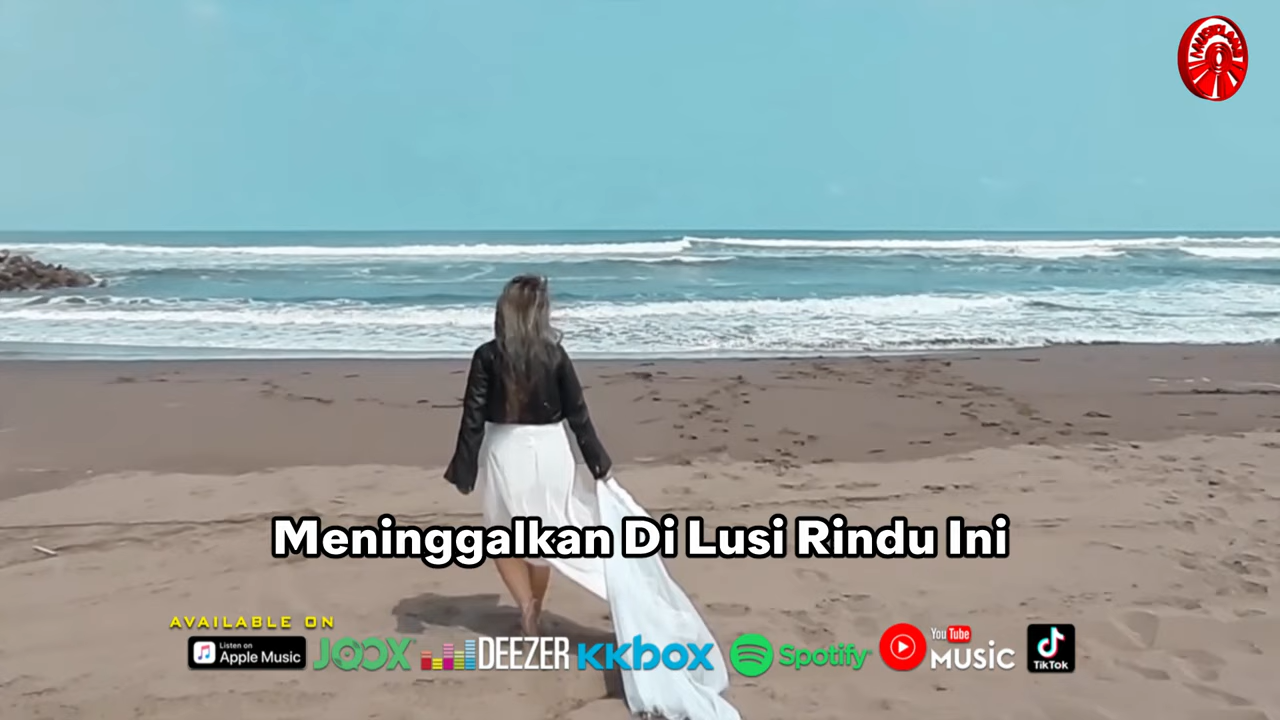 Meninggalkan Di Lusi Rindu Ini
AVAILABLE ON
Listen on
Apple Music
JOOX
DEEZER
KKBOX
Spotify
YouTube
MUSIC
TikTok